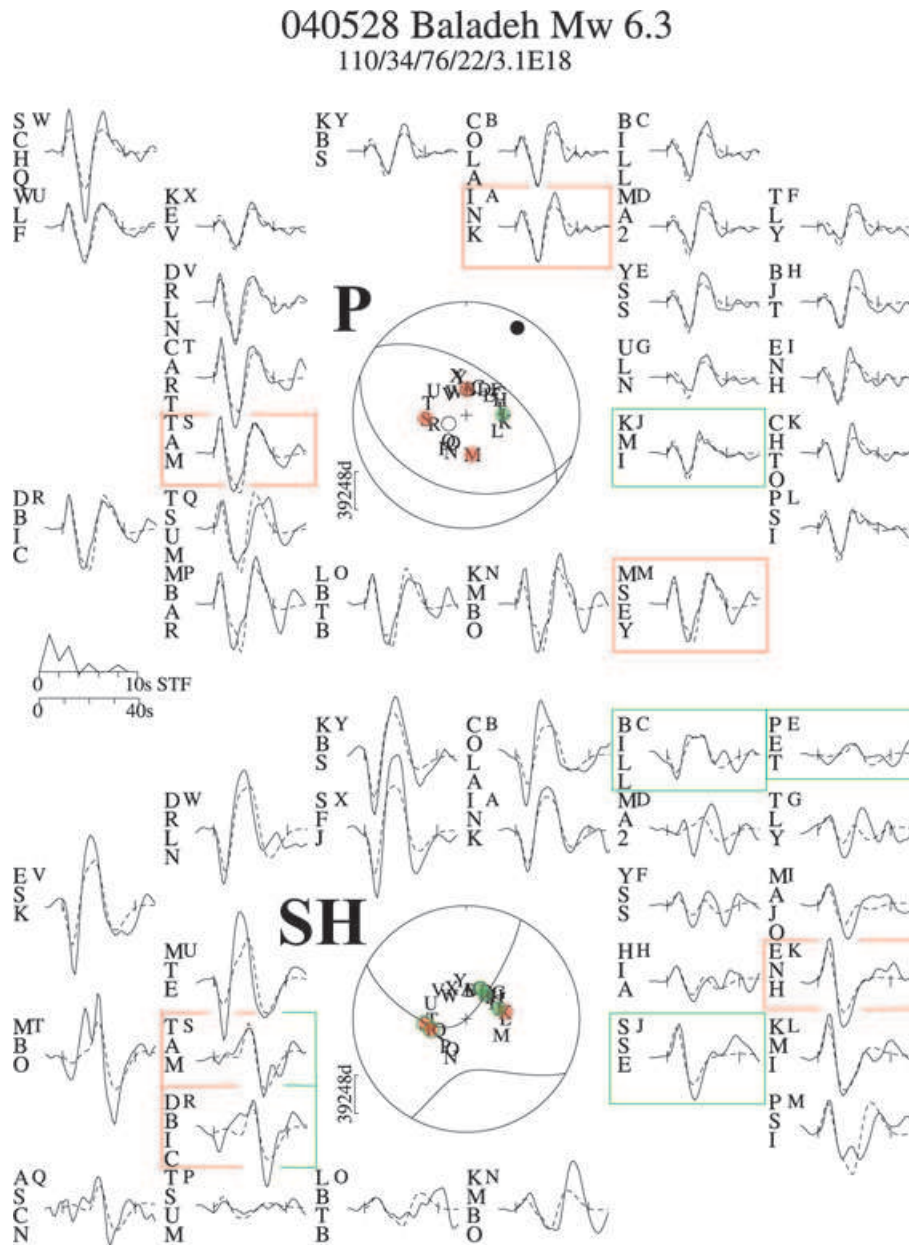 040528 Baladeh Mw 6.3
110/34/76/22/3.1E18
SCHQ W
KBS Y
COLA B
BILL C
WLF U
KEV X
INK A
MA2 D
TLY F
DRLN V
P
YSS E
BJT H
CART T
ULN G
ENH I
TAM S
KMI J
CHTO K
39248d
DBIC R
TSUM Q
PSI L
MBAR P
LBTB O
KMBO N
MSEY M
0 10s STF
0 40s
KBS Y
COLA B
BILL C
PET E
DRLN W
SFJ X
INK A
MA2 D
TLY G
ESK V
SH
YSS F
MAJO I
MTE U
HIA H
ENH K
MBO T
TAM S
SSE J
KMI L
39248d
DBIC R
PSI M
ASCN Q
TSUM P
LBTB O
KMBO N